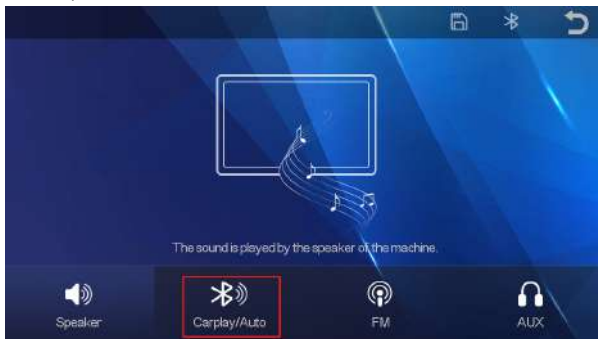 The sound is played by the speaker of the machine.
Speaker
Carplay/Auto
FM
AUX